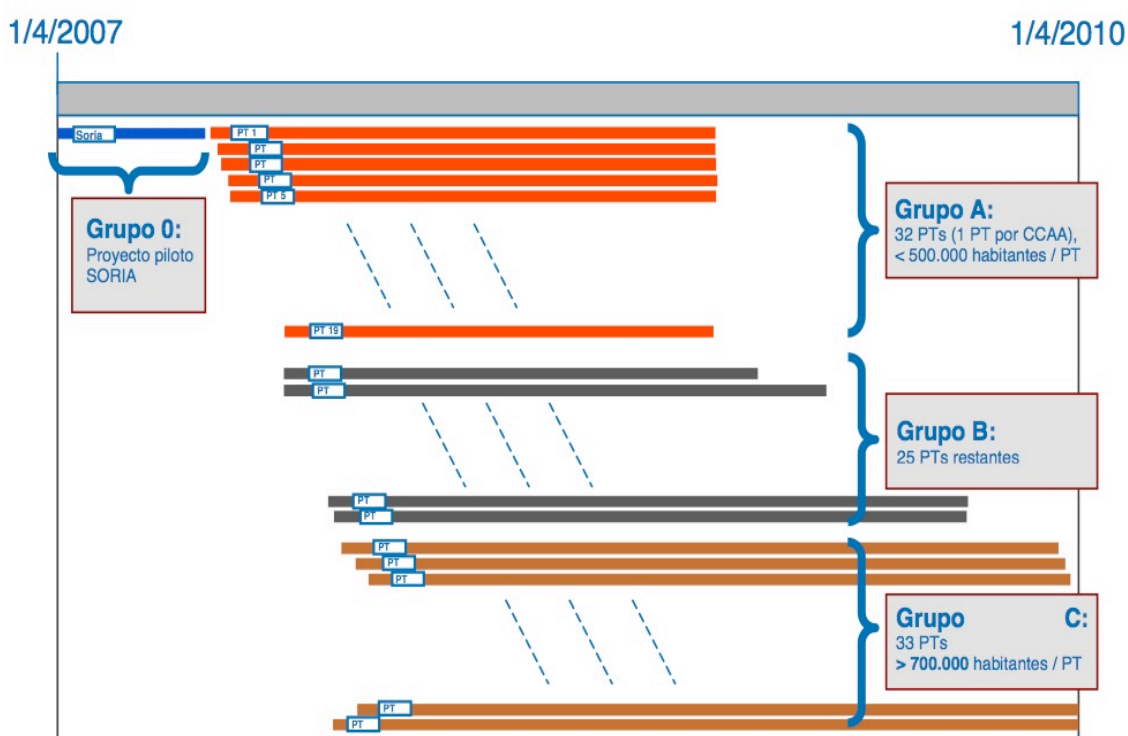 1/4/2007
1/4/2010
Soria
PT 1
PT
PT
PT
PT 5
Grupo 0:
Proyecto piloto
SORIA
Grupo A:
32 PTs (1 PT por CCAA),
< 500.000 habitantes / PT
PT 19
PT
PT
Grupo B:
25 PTs restantes
PT
PT
PT
PT
PT
Grupo C:
33 PTs
> 700.000 habitantes / PT
PT
PT